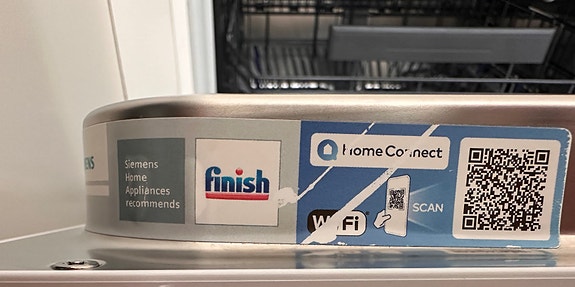 Siemens
Home
Appliances
recommends
finish
Home Connect
WiFi
SCAN